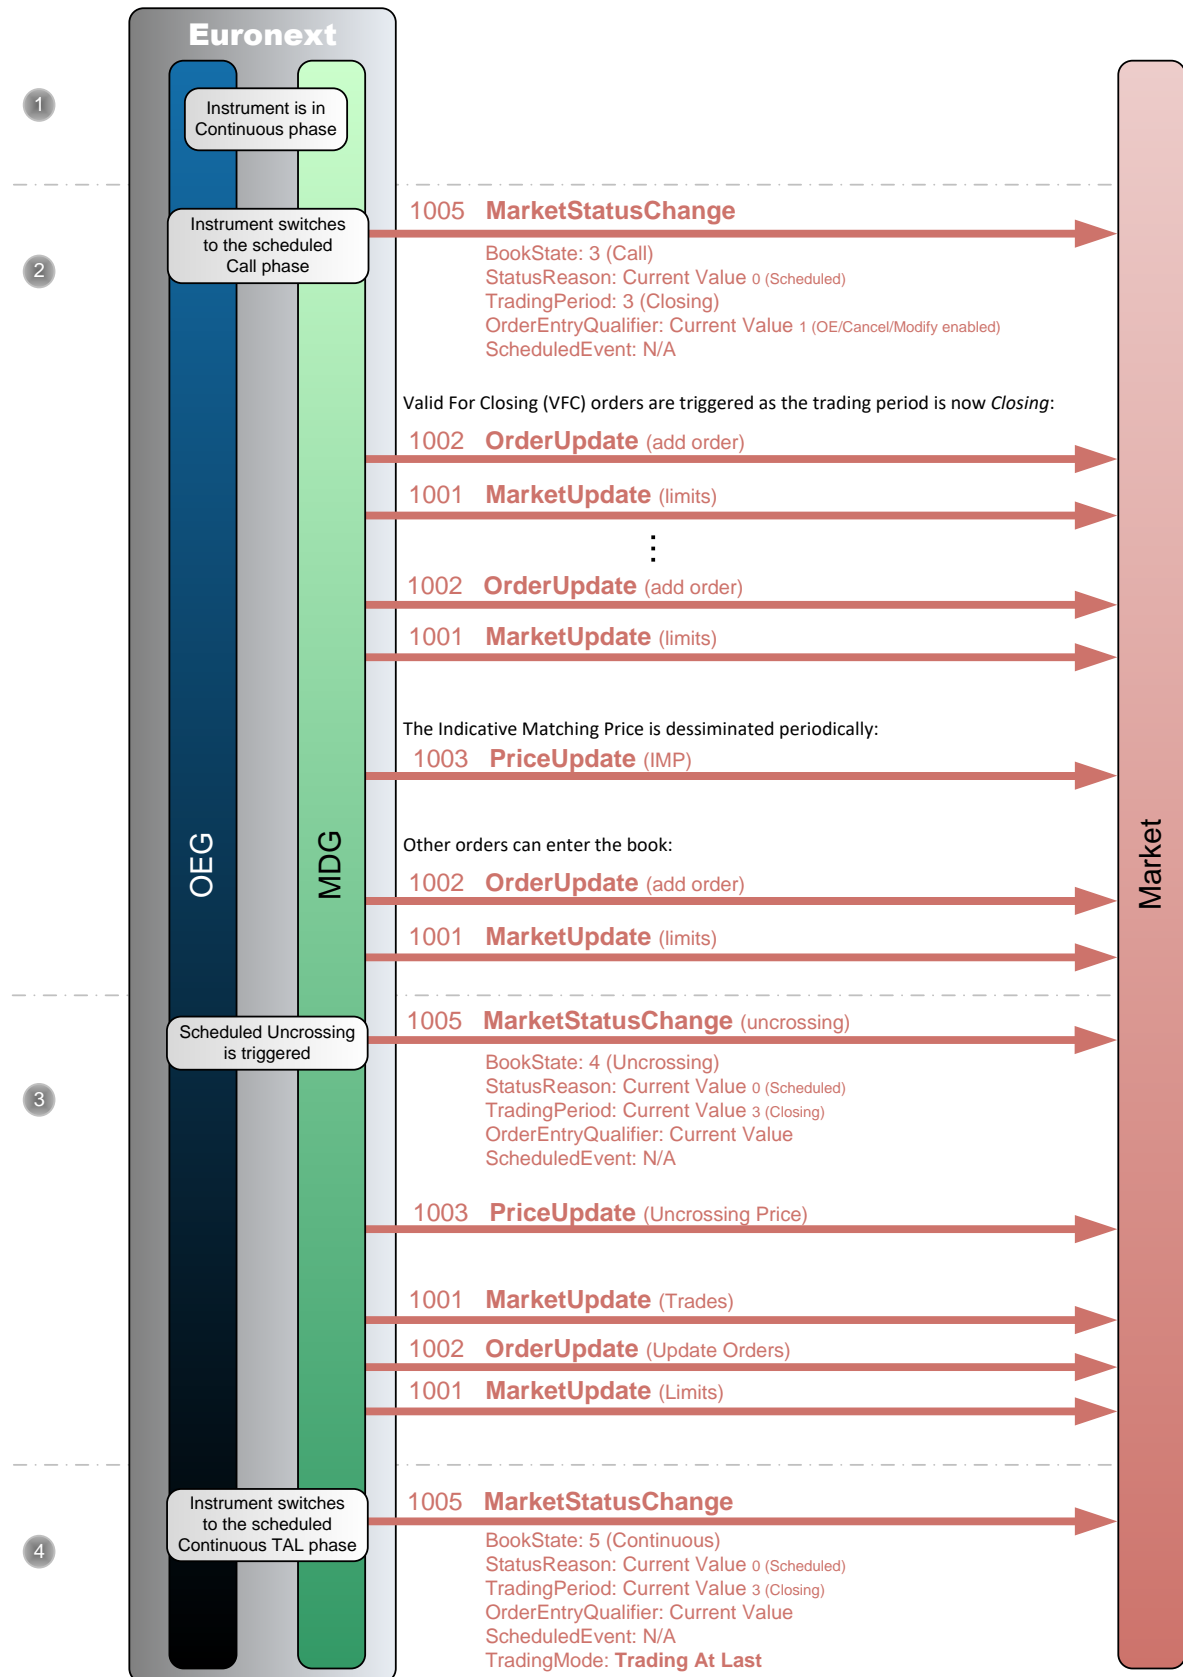 Euronext
1
Instrument is in
Continuous phase
2
Instrument switches
to the scheduled
Call phase
1005 MarketStatusChange
BookState: 3 (Call)
StatusReason: Current Value 0 (Scheduled)
TradingPeriod: 3 (Closing)
OrderEntryQualifier: Current Value 1 (OE/Cancel/Modify enabled)
ScheduledEvent: N/A
Valid For Closing (VFC) orders are triggered as the trading period is now Closing:
1002 OrderUpdate (add order)
1001 MarketUpdate (limits)
⋮
1002 OrderUpdate (add order)
1001 MarketUpdate (limits)
The Indicative Matching Price is dessiminated periodically:
1003 PriceUpdate (IMP)
OEG
MDG
Market
Other orders can enter the book:
1002 OrderUpdate (add order)
1001 MarketUpdate (limits)
3
Scheduled Uncrossing
is triggered
1005 MarketStatusChange (uncrossing)
BookState: 4 (Uncrossing)
StatusReason: Current Value 0 (Scheduled)
TradingPeriod: Current Value 3 (Closing)
OrderEntryQualifier: Current Value
ScheduledEvent: N/A
1003 PriceUpdate (Uncrossing Price)
1001 MarketUpdate (Trades)
1002 OrderUpdate (Update Orders)
1001 MarketUpdate (Limits)
4
Instrument switches
to the scheduled
Continuous TAL phase
1005 MarketStatusChange
BookState: 5 (Continuous)
StatusReason: Current Value 0 (Scheduled)
TradingPeriod: Current Value 3 (Closing)
OrderEntryQualifier: Current Value
ScheduledEvent: N/A
TradingMode: Trading At Last